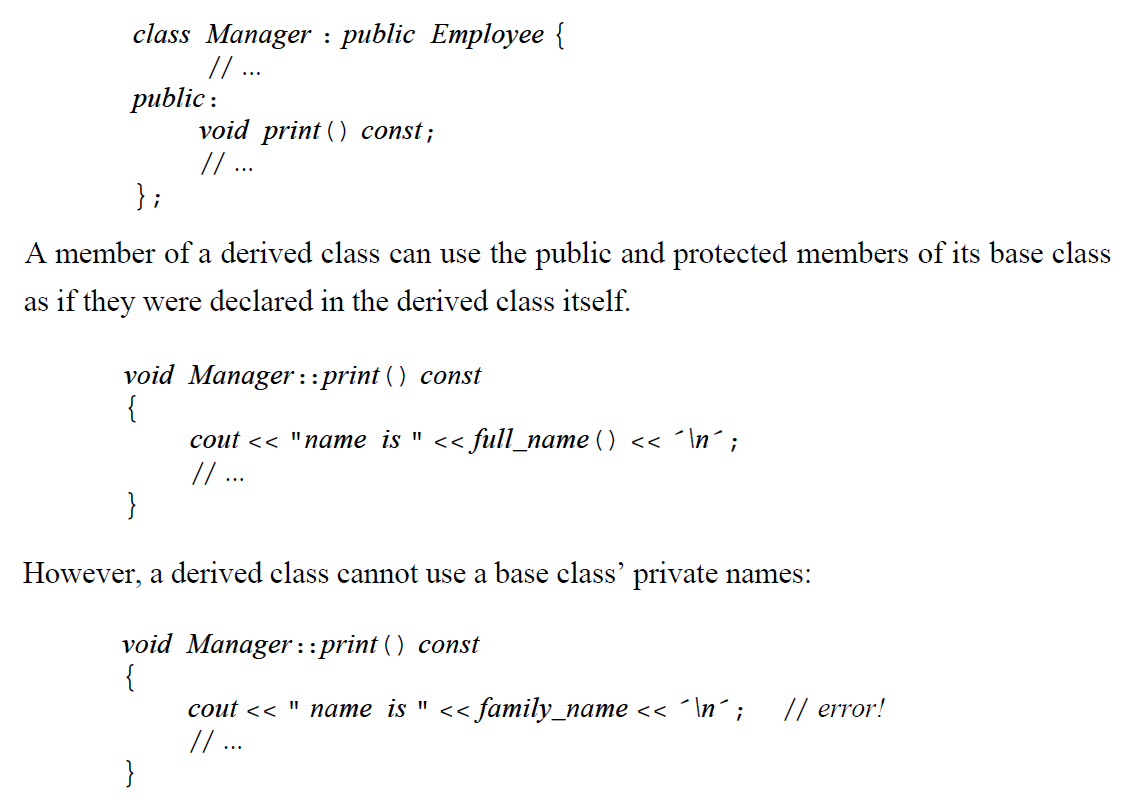 class Manager : public Employee {
// ...
public:
void print() const;
// ...
};
A member of a derived class can use the public and protected members of its base class
as if they were declared in the derived class itself.
void Manager::print() const
{
cout << "name is " << full_name() << ´\n´;
// ...
}
However, a derived class cannot use a base class’ private names:
void Manager::print() const
{
cout << " name is " << family_name << ´\n´; // error!
// ...
}